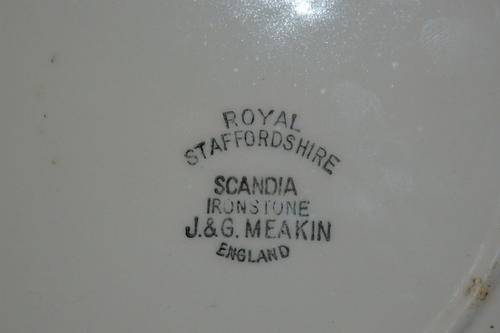 ROYAL
STAFFORDSHIRE
SCANDIA
IRONSTONE
J.&G. MEAKIN
ENGLAND